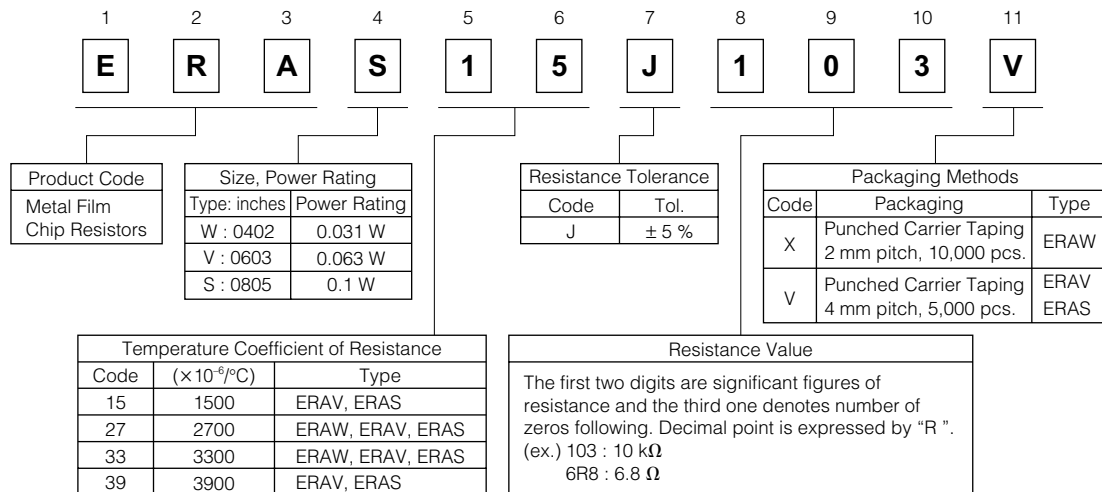 1 2 3 4 5 6 7 8 9 10 11
E R A S 1 5 J 1 0 3 V
Product Code
Metal Film
Chip Resistors
Size, Power Rating
Type: inches Power Rating
W : 0402 0.031 W
V : 0603 0.063 W
S : 0805 0.1 W
Resistance Tolerance
Code Tol.
J ± 5 %
Packaging Methods
Code Packaging Type
X Punched Carrier Taping 2 mm pitch, 10,000 pcs. ERAW
V Punched Carrier Taping 4 mm pitch, 5,000 pcs. ERAV ERAS
Temperature Coefficient of Resistance
Code (×10⁻⁶/°C) Type
15 1500 ERAV, ERAS
27 2700 ERAW, ERAV, ERAS
33 3300 ERAW, ERAV, ERAS
39 3900 ERAV, ERAS
Resistance Value
The first two digits are significant figures of
resistance and the third one denotes number of
zeros following. Decimal point is expressed by “R ”.
(ex.) 103 : 10 kΩ
6R8 : 6.8 Ω